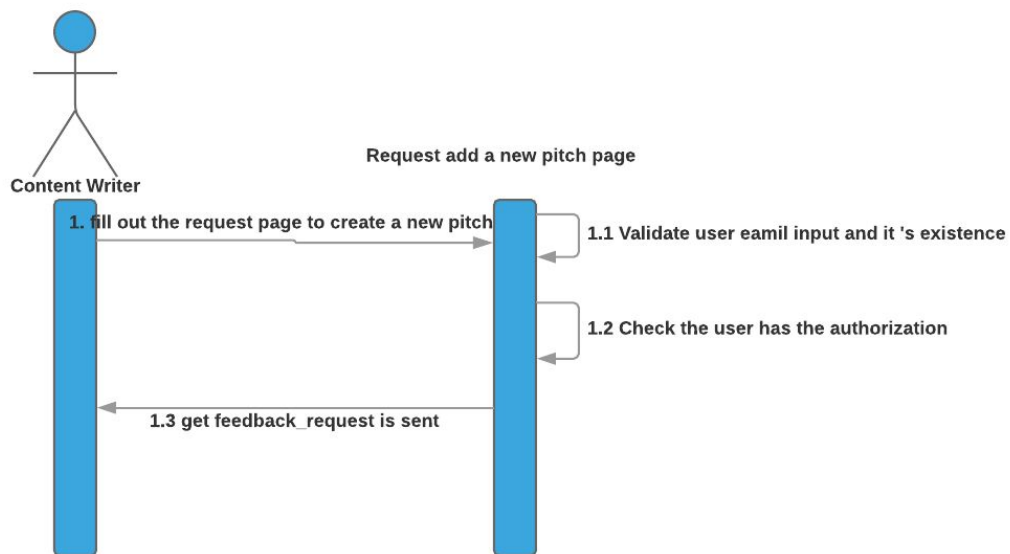 Request add a new pitch page
Content Writer
1. fill out the request page to create a new pitch
1.1 Validate user eamil input and it 's existence
1.2 Check the user has the authorization
1.3 get feedback_request is sent